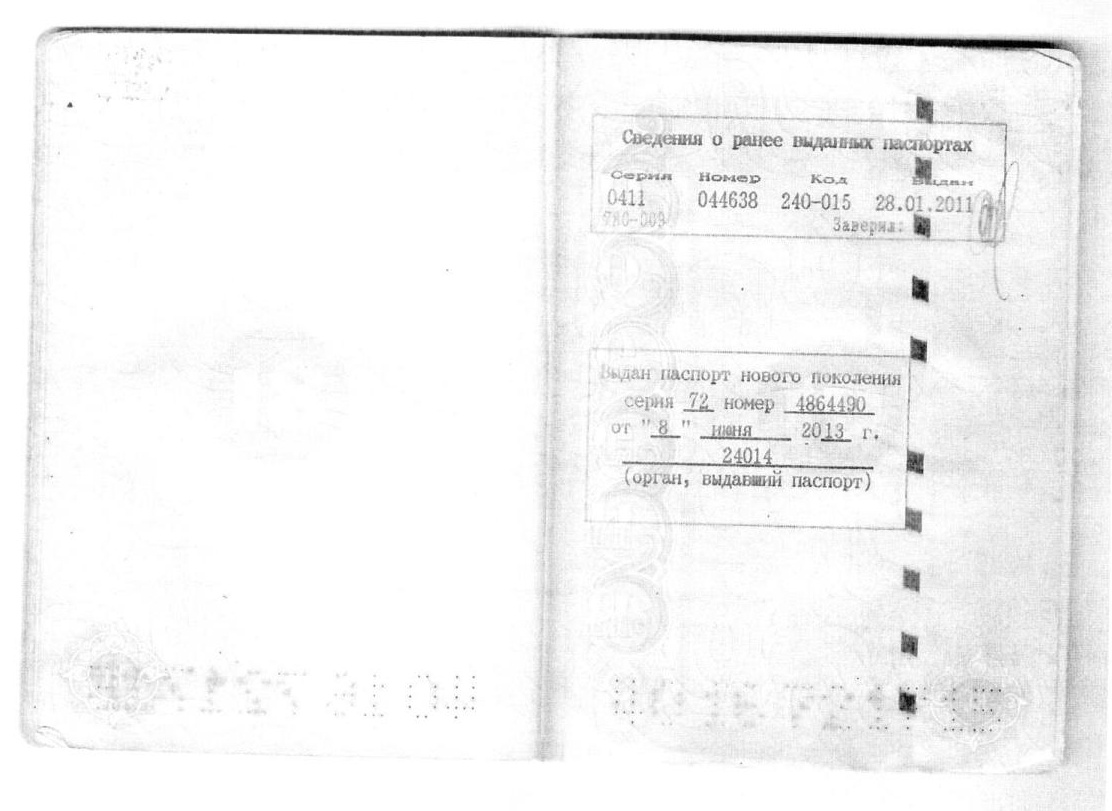 Сведения о ранее выданных паспортах
Серия Номер Код Выдан
0411 044638 240-015 28.01.2011
780-009 Заверил:
Выдан паспорт нового поколения
серия 72 номер 4864490
от "8" июня 2013 г.
24014
(орган, выдавший паспорт)